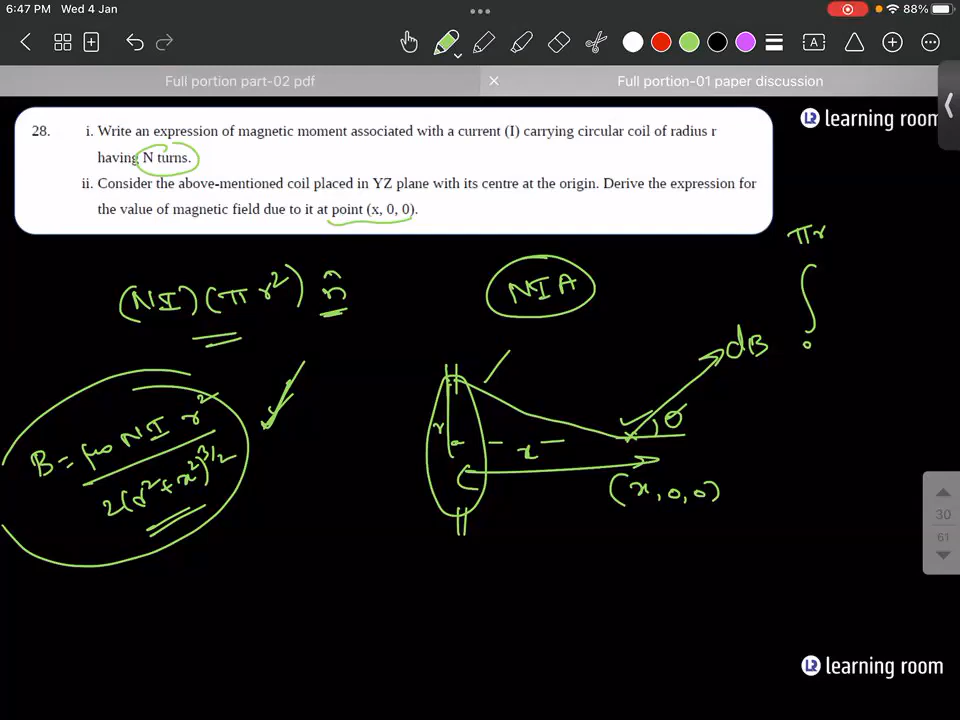 6:47 PM Wed 4 Jan
88%
A
Full portion part-02 pdf
Full portion-01 paper discussion
learning room
28. i. Write an expression of magnetic moment associated with a current (I) carrying circular coil of radius r
having N turns.
ii. Consider the above-mentioned coil placed in YZ plane with its centre at the origin. Derive the expression for
the value of magnetic field due to it at point (x, 0, 0).
(NI)(πr²) n̂
NIA
πr
∫
0
dB
θ
r
x
(x, 0, 0)
B = μ₀ NI r²
2(r²+x²)^3/2
30
61
learning room